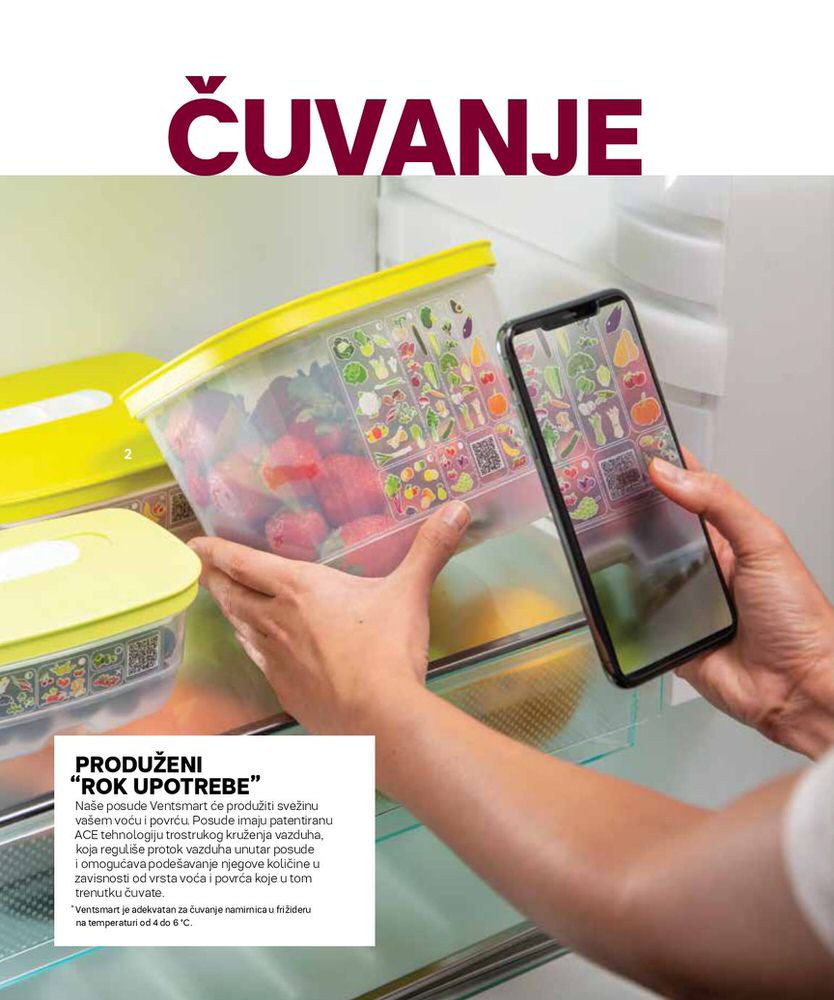 ČUVANJE
2
PRODUŽENI
“ROK UPOTREBE”
Naše posude Ventsmart će produžiti svežinu
vašem voću i povrću. Posude imaju patentiranu
ACE tehnologiju trostrukog kruženja vazduha,
koja reguliše protok vazduha unutar posude
i omogućava podešavanje njegove količine u
zavisnosti od vrsta voća i povrća koje u tom
trenutku čuvate.
* Ventsmart je adekvatan za čuvanje namirnica u frižideru
na temperaturi od 4 do 6 °C.